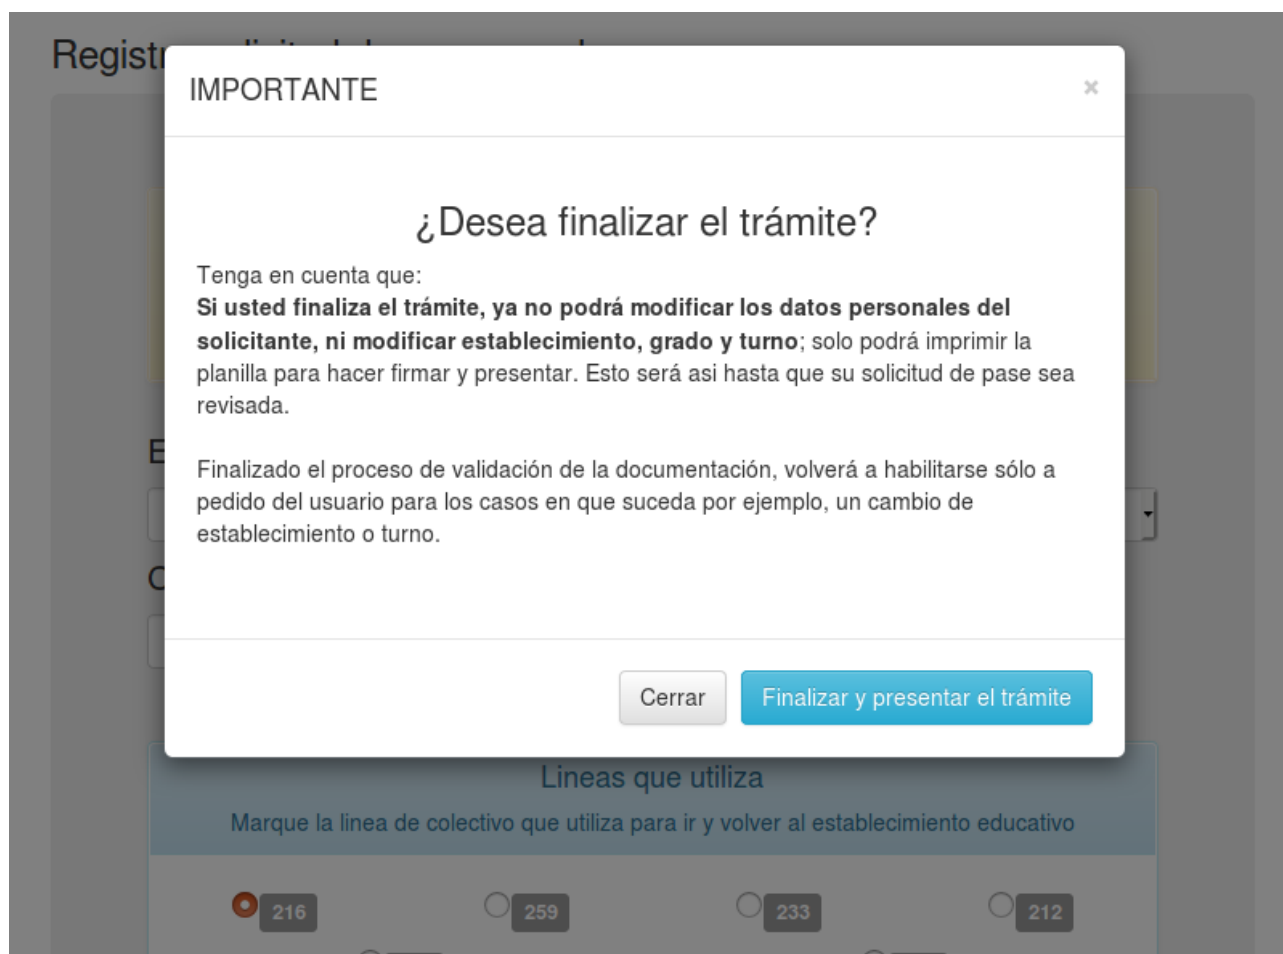 IMPORTANTE
×
¿Desea finalizar el trámite?
Tenga en cuenta que:
Si usted finaliza el trámite, ya no podrá modificar los datos personales del
solicitante, ni modificar establecimiento, grado y turno; solo podrá imprimir la
planilla para hacer firmar y presentar. Esto será asi hasta que su solicitud de pase sea
revisada.
Finalizado el proceso de validación de la documentación, volverá a habilitarse sólo a
pedido del usuario para los casos en que suceda por ejemplo, un cambio de
establecimiento o turno.
Cerrar Finalizar y presentar el trámite
Lineas que utiliza
Marque la linea de colectivo que utiliza para ir y volver al establecimiento educativo
216 259 233 212